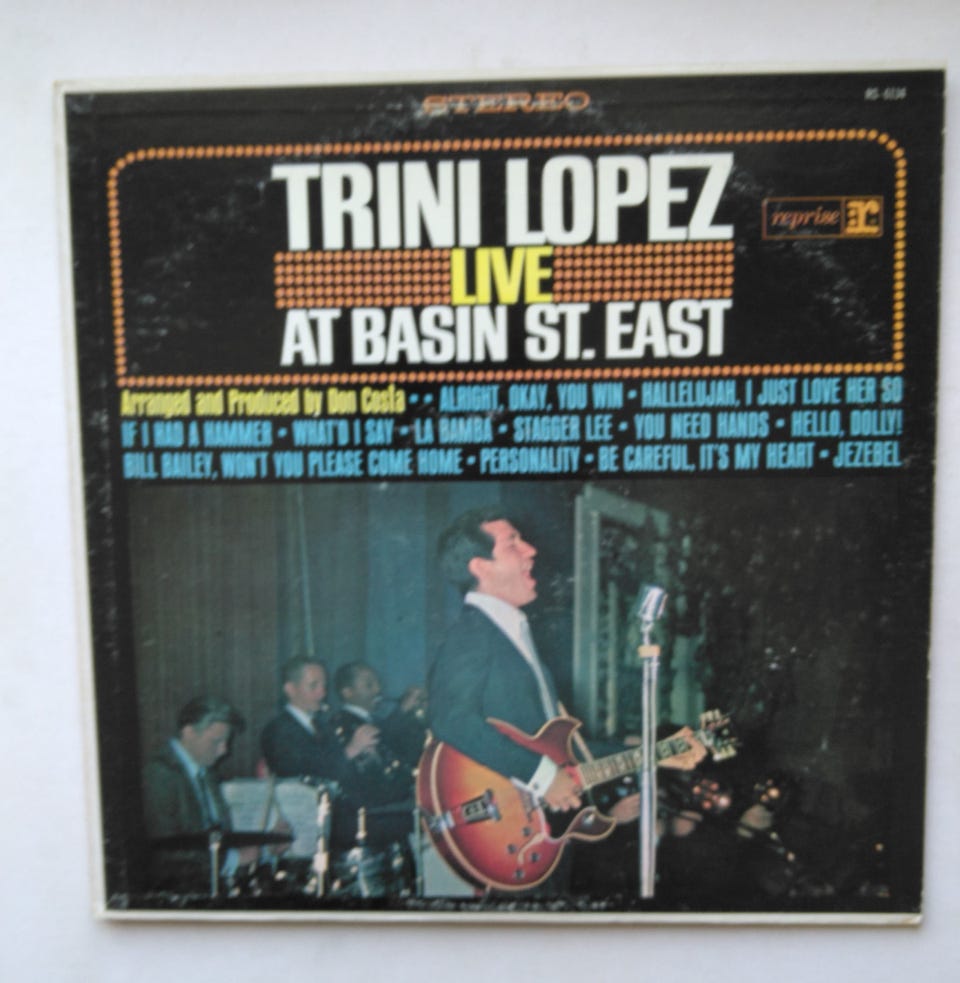 STEREO
RS-6134
TRINI LOPEZ
reprise
LIVE
AT BASIN ST. EAST
Arranged and Produced by Don Costa • • ALRIGHT, OKAY, YOU WIN • HALLELUJAH, I JUST LOVE HER SO
IF I HAD A HAMMER • WHAT'D I SAY • LA BAMBA • STAGGER LEE • YOU NEED HANDS • HELLO, DOLLY!
BILL BAILEY, WON'T YOU PLEASE COME HOME • PERSONALITY • BE CAREFUL, IT'S MY HEART • JEZEBEL